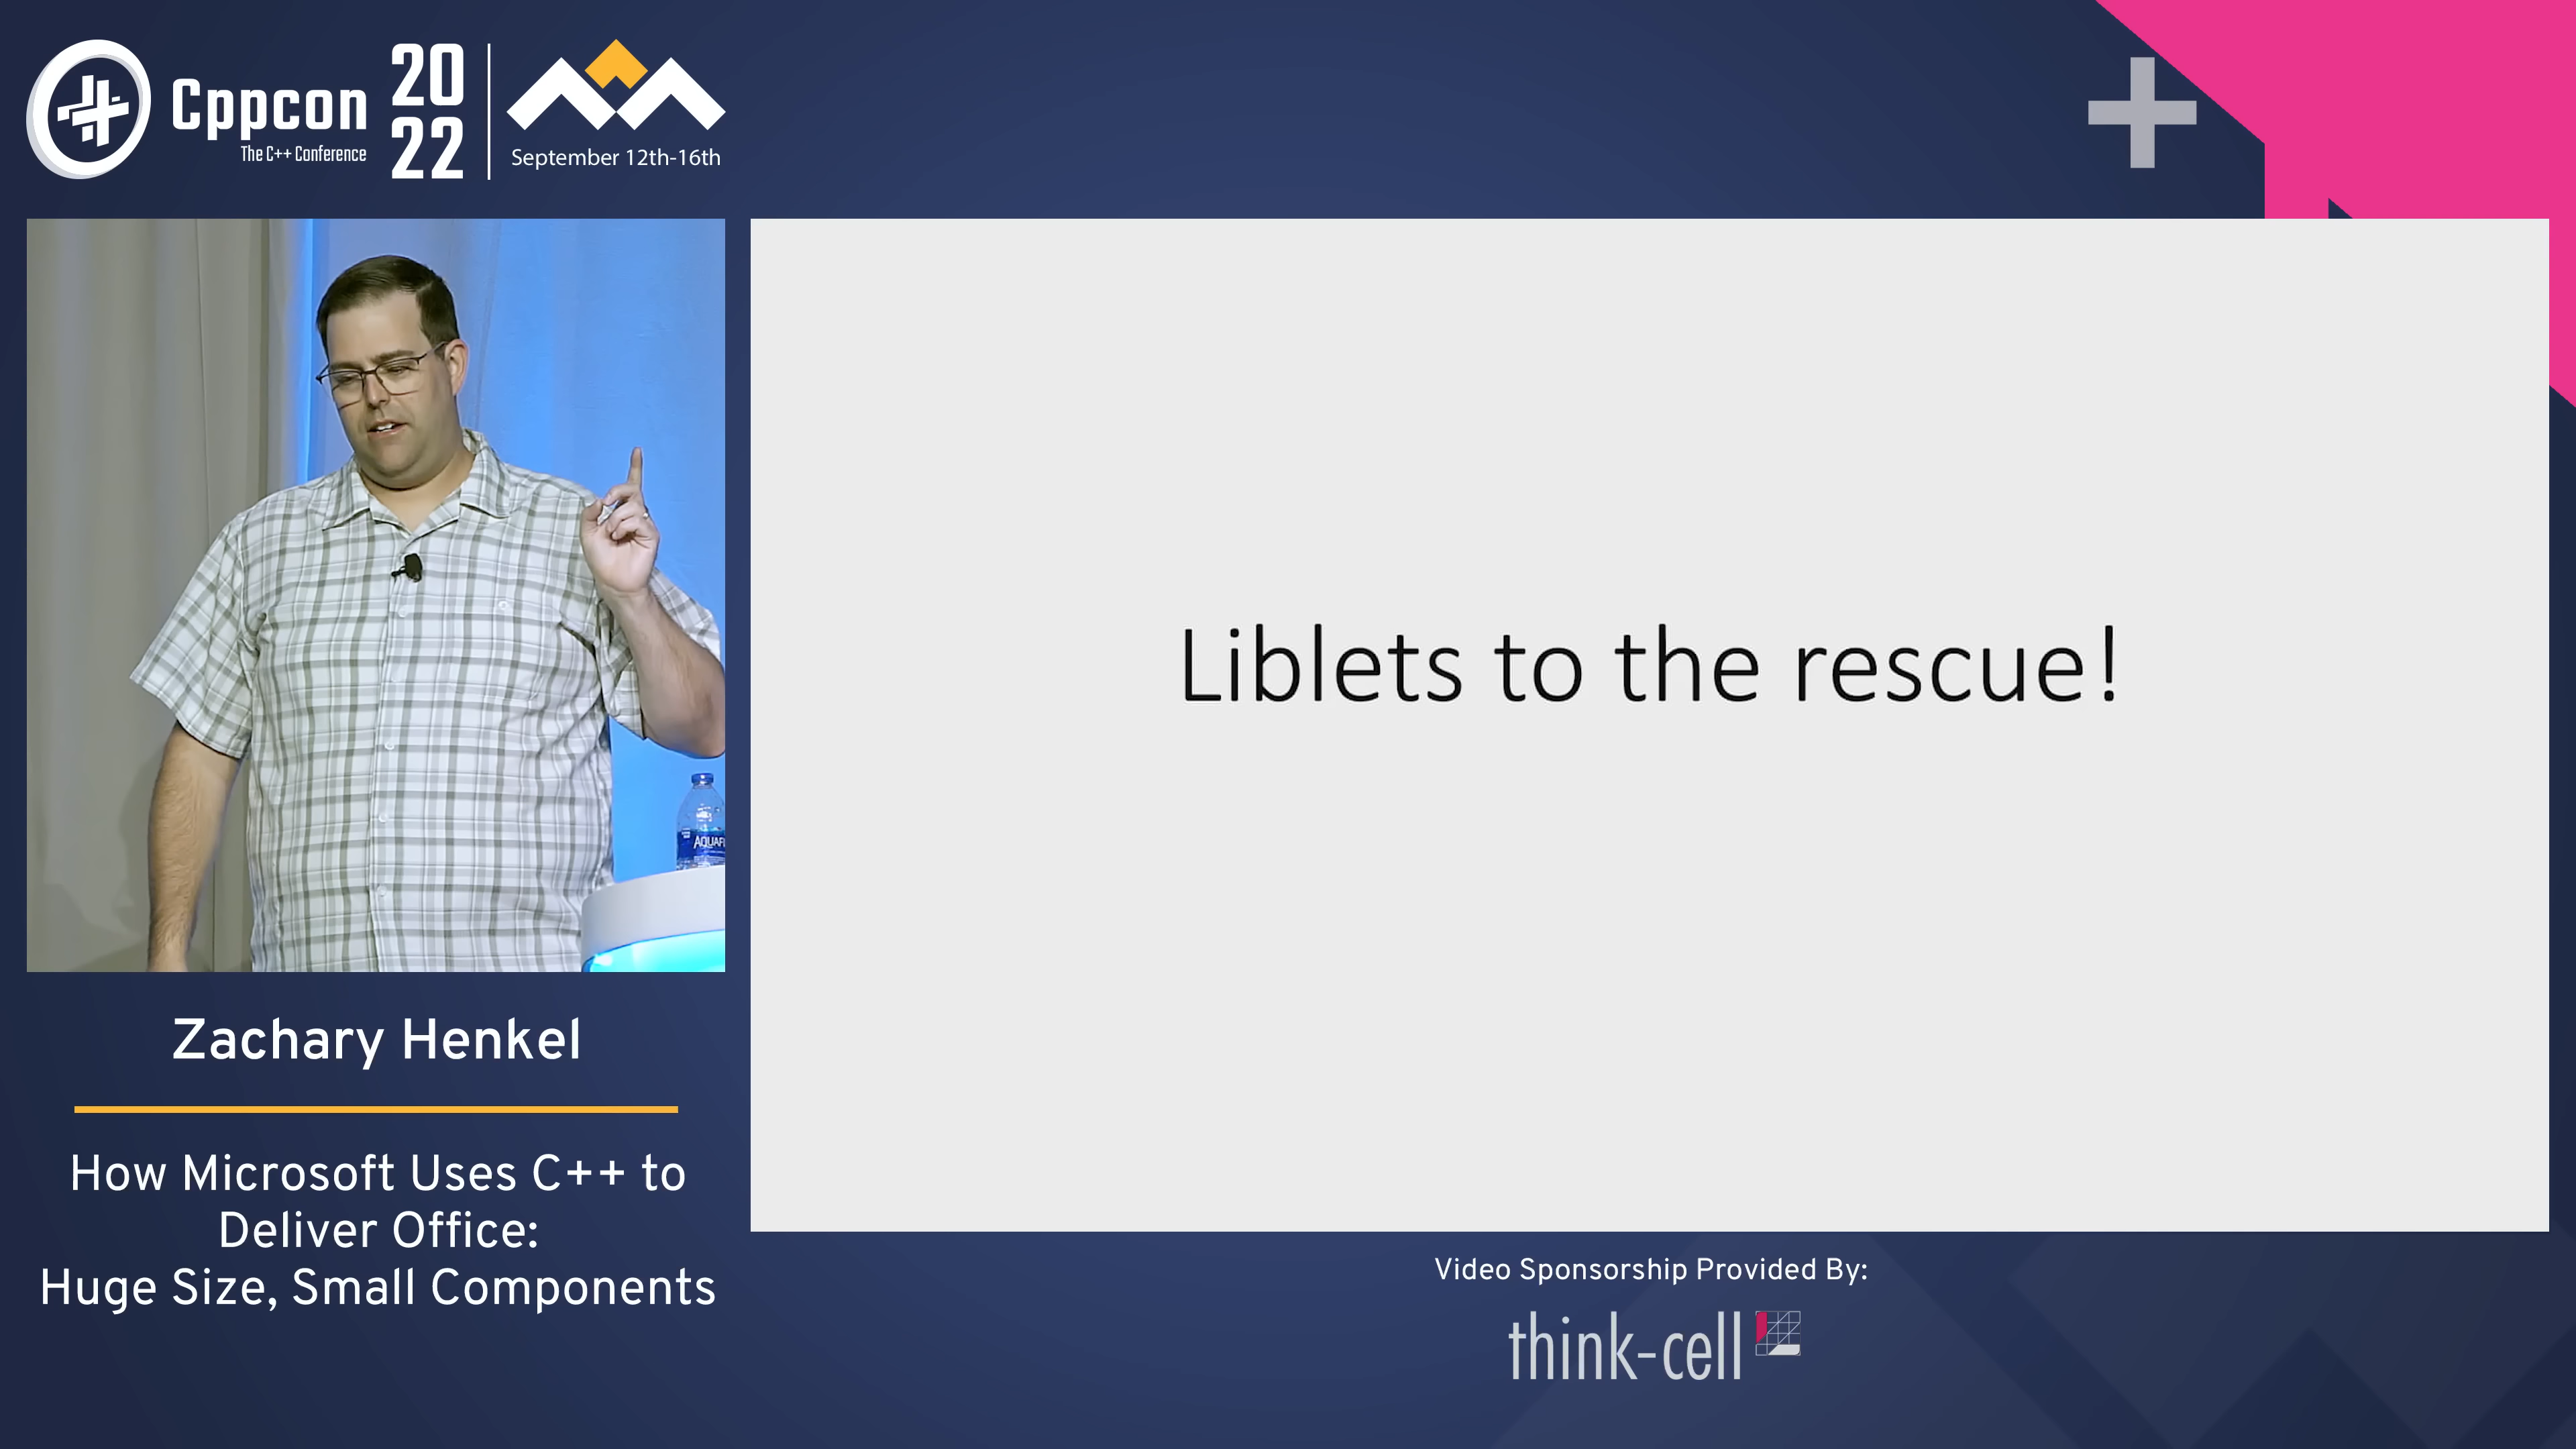 Cppcon
The C++ Conference
20
22
September 12th-16th
Liblets to the rescue!
Zachary Henkel
How Microsoft Uses C++ to
Deliver Office:
Huge Size, Small Components
Video Sponsorship Provided By:
think-cell